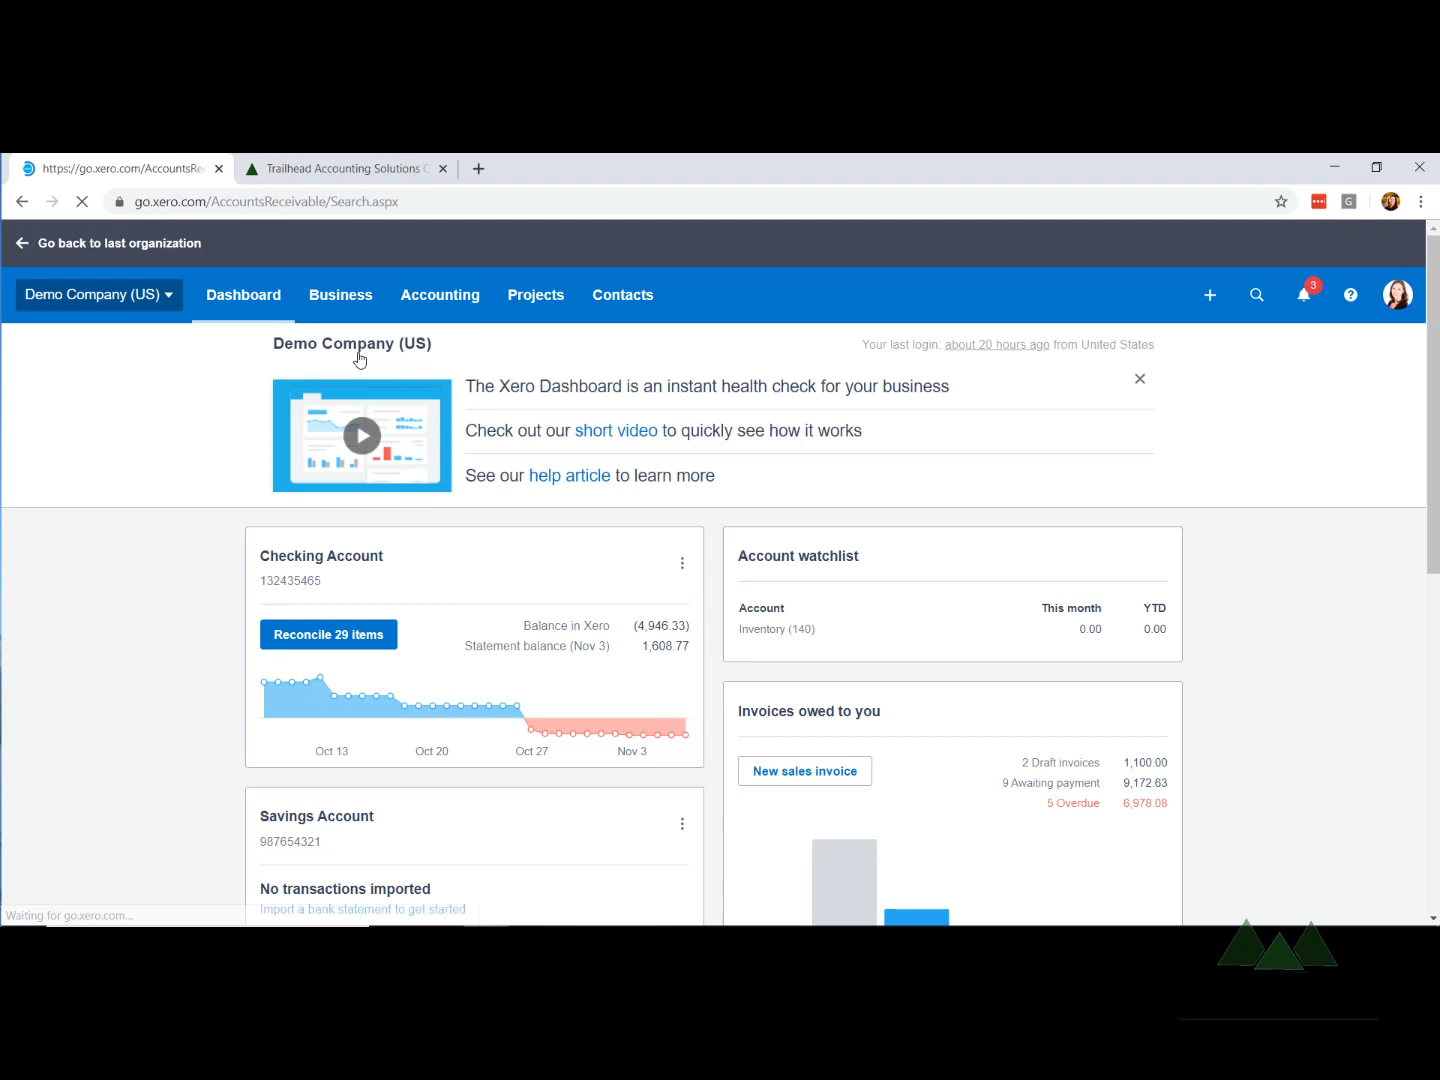 https://go.xero.com/AccountsRe
Trailhead Accounting Solutions C
go.xero.com/AccountsReceivable/Search.aspx
G
Go back to last organization
Demo Company (US)
Dashboard
Business
Accounting
Projects
Contacts
3
Demo Company (US)
Your last login: about 20 hours ago from United States
The Xero Dashboard is an instant health check for your business
Check out our short video to quickly see how it works
See our help article to learn more
Checking Account
132435465
Reconcile 29 items
Balance in Xero (4,946.33)
Statement balance (Nov 3) 1,608.77
Oct 13 Oct 20 Oct 27 Nov 3
Savings Account
987654321
No transactions imported
Import a bank statement to get started
Account watchlist
Account This month YTD
Inventory (140) 0.00 0.00
Invoices owed to you
New sales invoice
2 Draft invoices 1,100.00
9 Awaiting payment 9,172.63
5 Overdue 6,978.08
Waiting for go.xero.com...